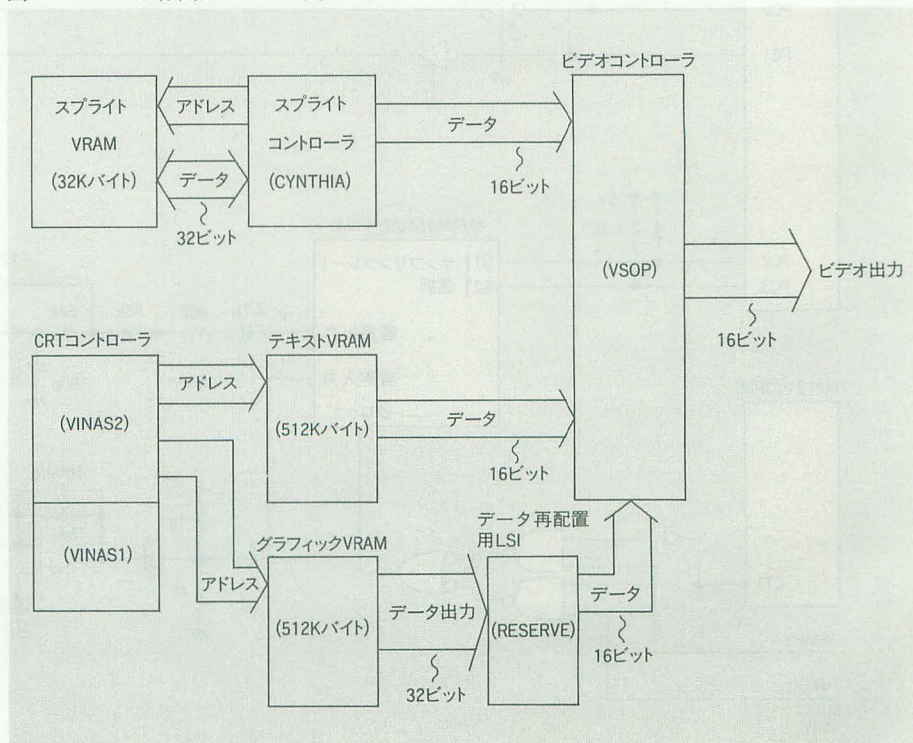 ビデオコントローラ
スプライト
VRAM
(32Kバイト)
アドレス
データ
32ビット
スプライト
コントローラ
(CYNTHIA)
データ
16ビット
(VSOP)
ビデオ出力
16ビット
CRTコントローラ
(VINAS2)
(VINAS1)
アドレス
テキストVRAM
(512Kバイト)
データ
16ビット
アドレス
グラフィックVRAM
(512Kバイト)
データ出力
32ビット
データ再配置
用LSI
(RESERVE)
データ
16ビット